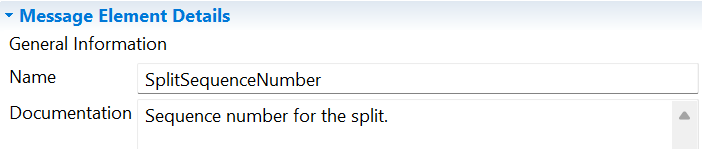 Message Element Details
General Information
Name SplitSequenceNumber
Documentation Sequence number for the split.